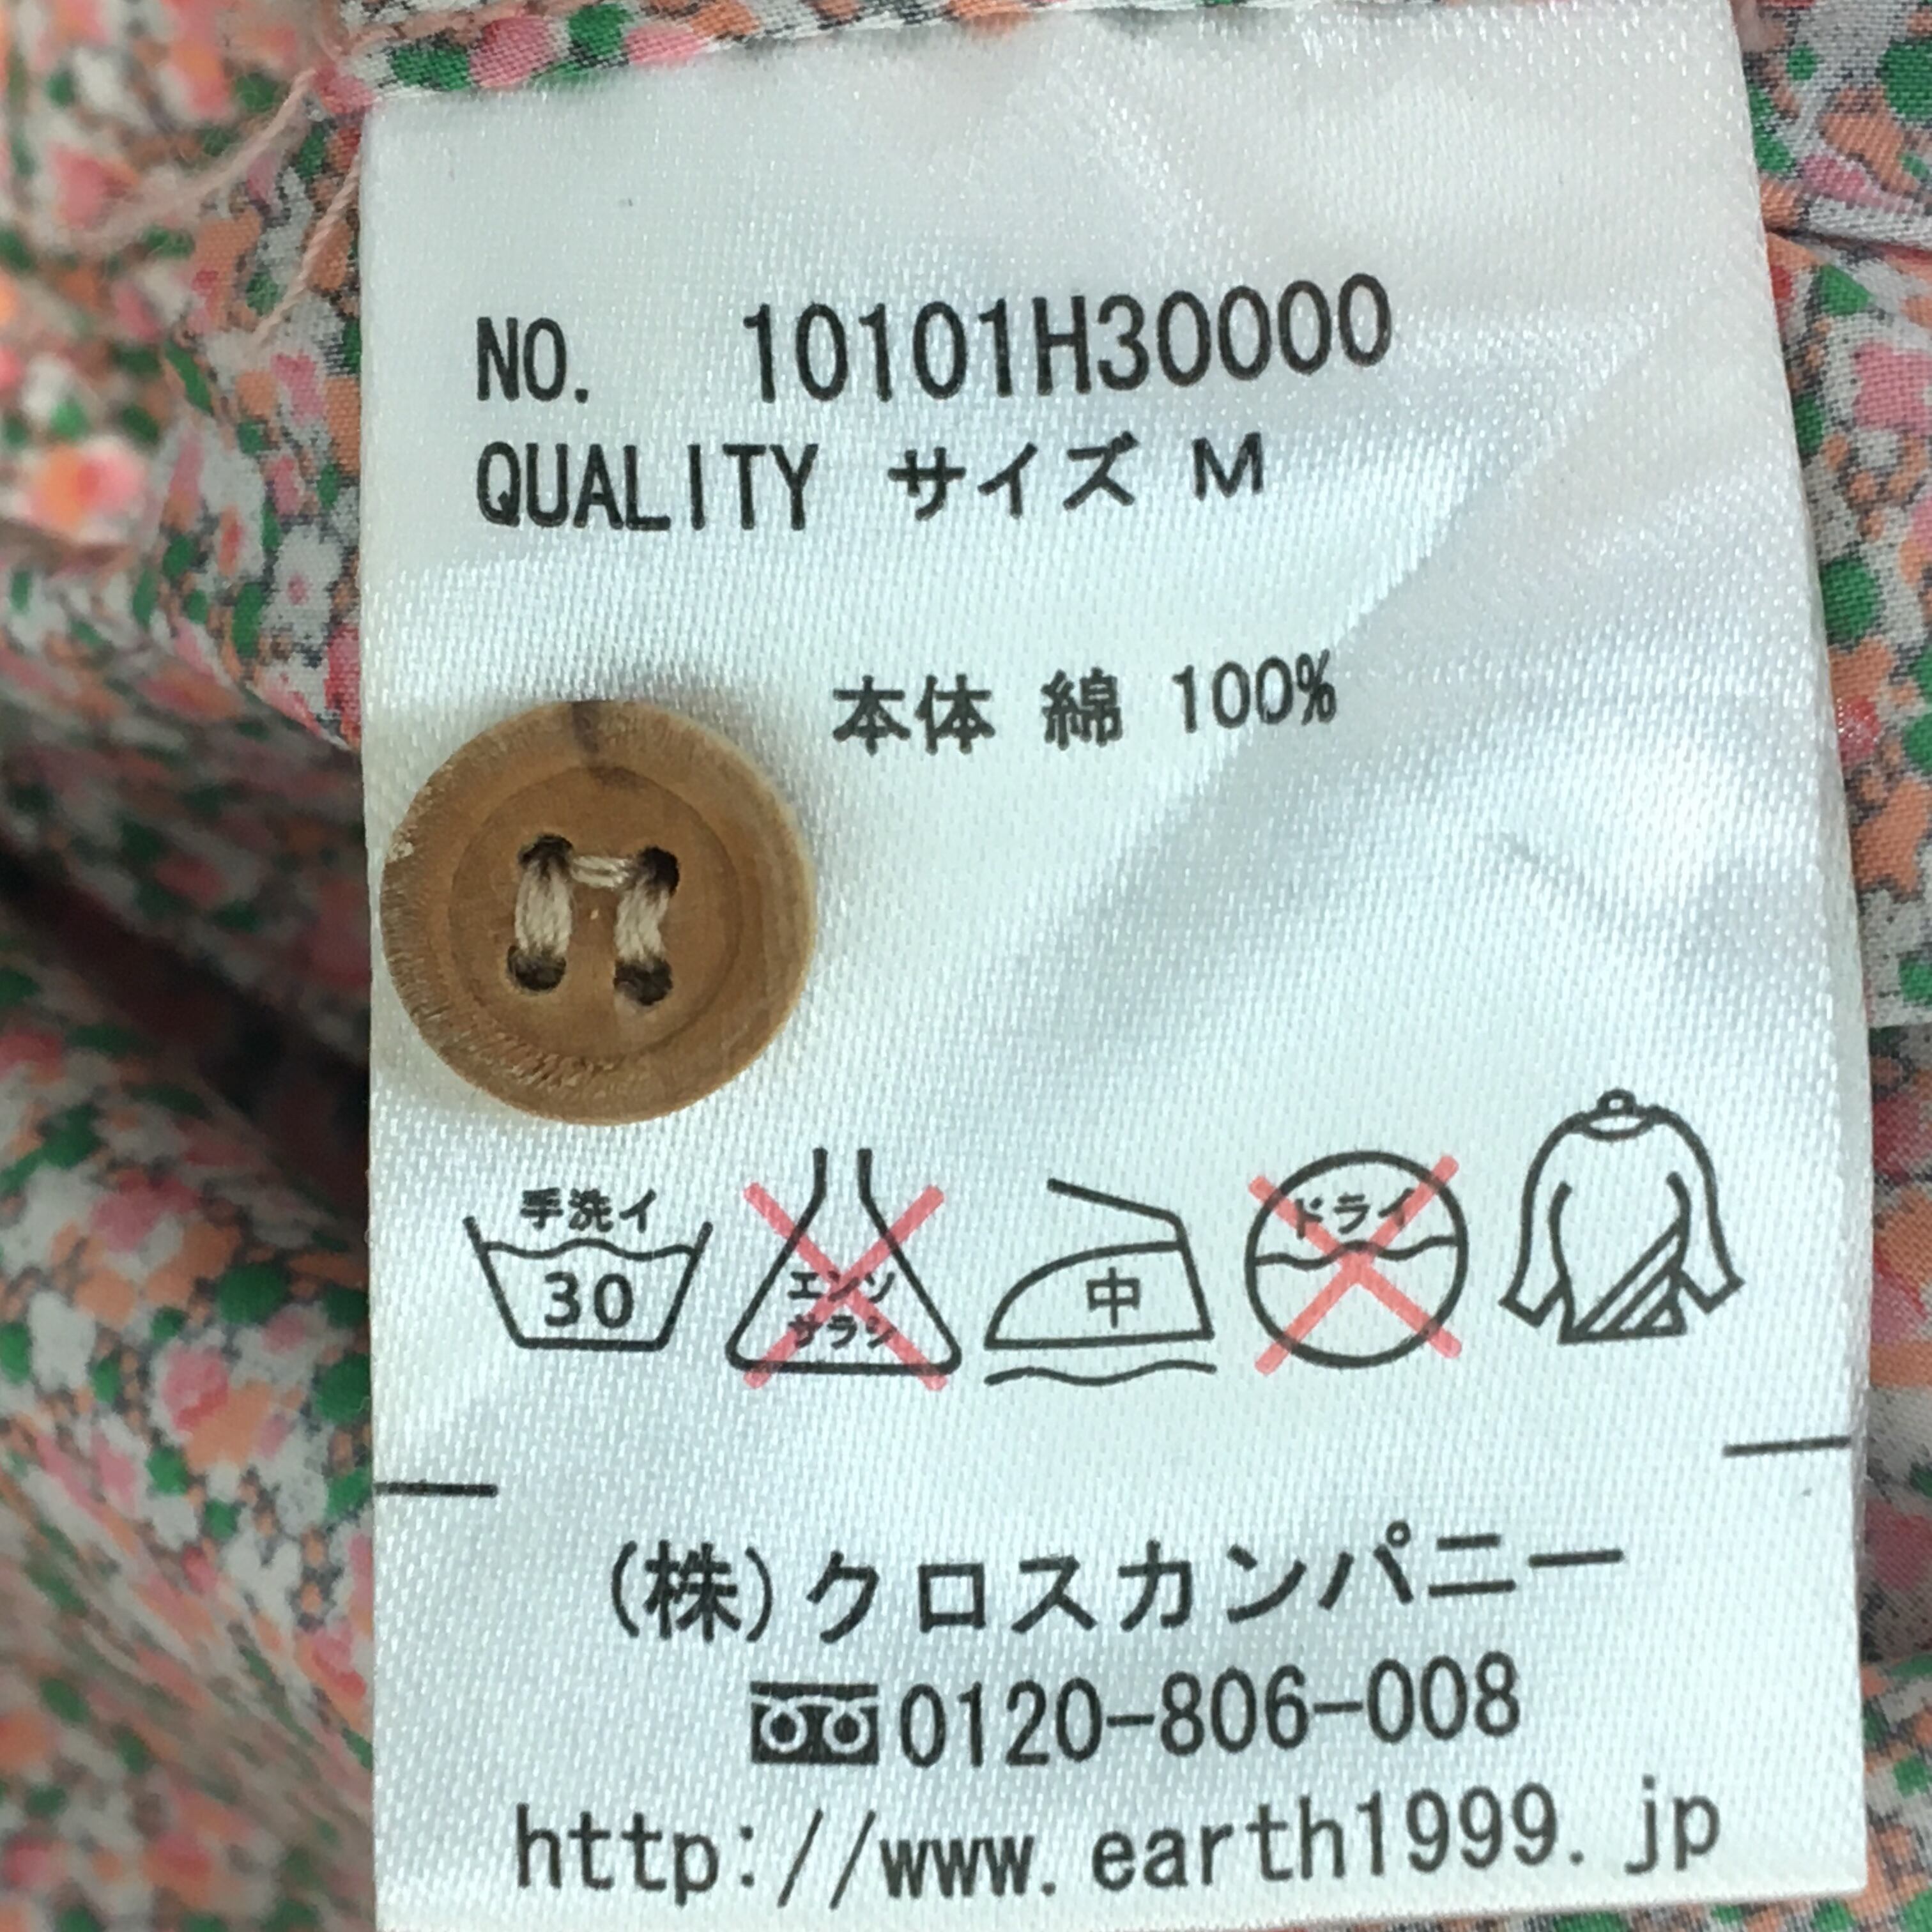 NO. 10101H30000
QUALITY サイズ M
本体 綿 100%
手洗イ
30
エンソ
サラシ
中
ドライ
(株)クロスカンパニー
0120-806-008
http://www.earth1999.jp